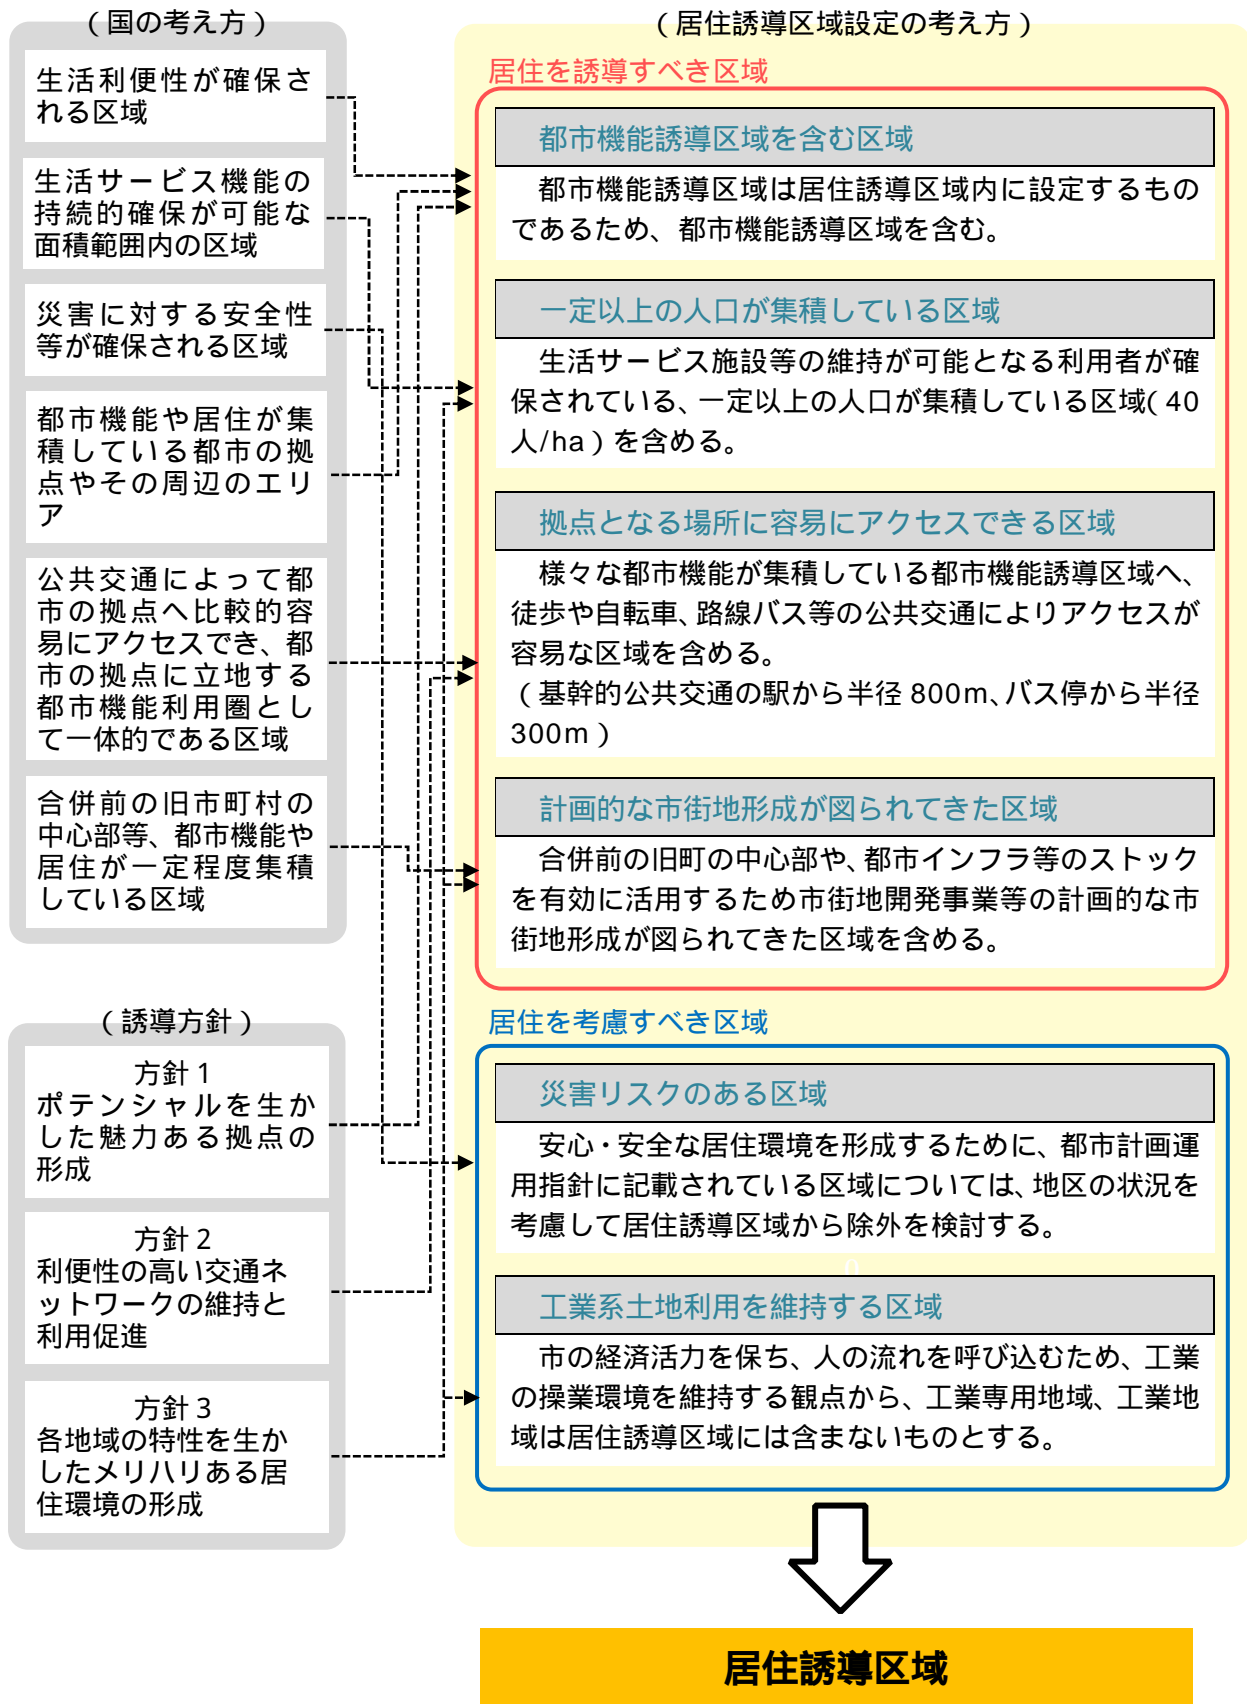 （国の考え方）
生活利便性が確保さ
れる区域
生活サービス機能の
持続的確保が可能な
面積範囲内の区域
災害に対する安全性
等が確保される区域
都市機能や居住が集
積している都市の拠
点やその周辺のエリ
ア
公共交通によって都
市の拠点へ比較的容
易にアクセスでき、都
市の拠点に立地する
都市機能利用圏とし
て一体的である区域
合併前の旧市町村の
中心部等、都市機能や
居住が一定程度集積
している区域
（誘導方針）
方針 1
ポテンシャルを生か
した魅力ある拠点の
形成
方針 2
利便性の高い交通ネ
ットワークの維持と
利用促進
方針 3
各地域の特性を生か
したメリハリある居
住環境の形成
（居住誘導区域設定の考え方）
居住を誘導すべき区域
都市機能誘導区域を含む区域
都市機能誘導区域は居住誘導区域内に設定するもの
であるため、都市機能誘導区域を含む。
一定以上の人口が集積している区域
生活サービス施設等の維持が可能となる利用者が確
保されている、一定以上の人口が集積している区域（40
人/ha）を含める。
拠点となる場所に容易にアクセスできる区域
様々な都市機能が集積している都市機能誘導区域へ、
徒歩や自転車、路線バス等の公共交通によりアクセスが
容易な区域を含める。
（基幹的公共交通の駅から半径 800m、バス停から半径
300m）
計画的な市街地形成が図られてきた区域
合併前の旧町の中心部や、都市インフラ等のストック
を有効に活用するため市街地開発事業等の計画的な市
街地形成が図られてきた区域を含める。
居住を考慮すべき区域
災害リスクのある区域
安心・安全な居住環境を形成するために、都市計画運
用指針に記載されている区域については、地区の状況を
考慮して居住誘導区域から除外を検討する。
工業系土地利用を維持する区域
市の経済活力を保ち、人の流れを呼び込むため、工業
の操業環境を維持する観点から、工業専用地域、工業地
域は居住誘導区域には含まないものとする。
居住誘導区域